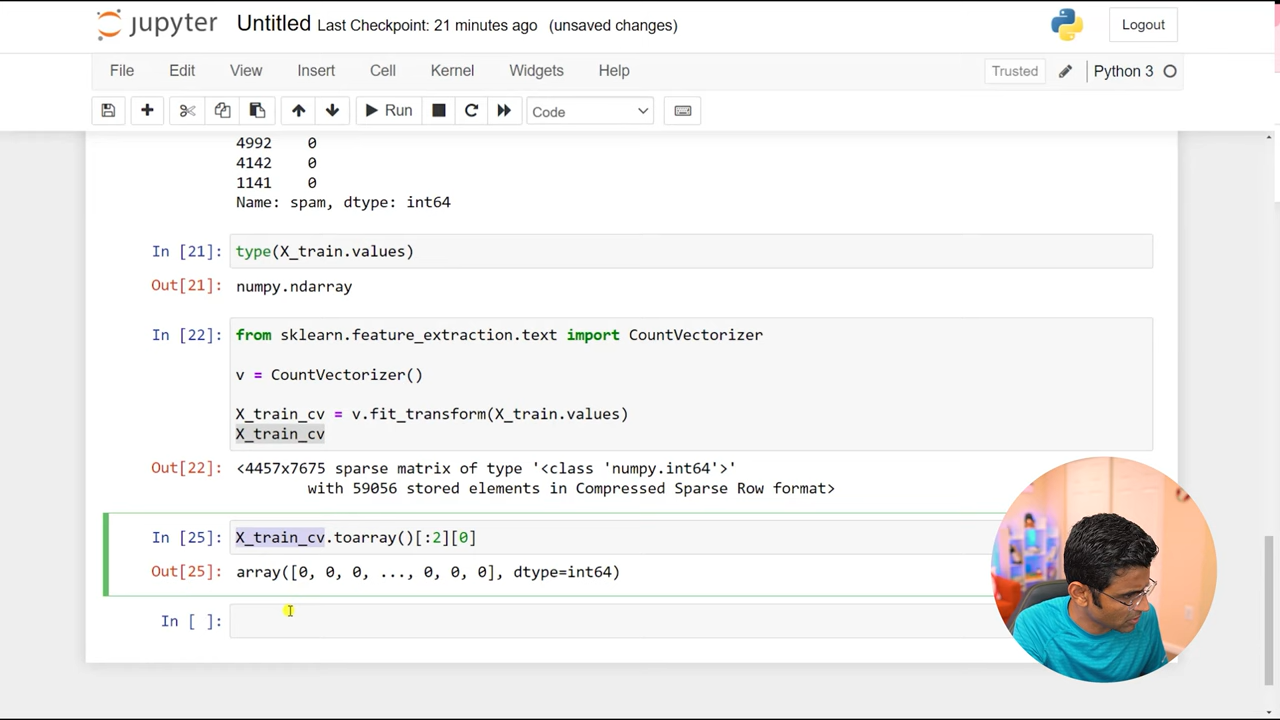 jupyter Untitled Last Checkpoint: 21 minutes ago (unsaved changes) Logout
File Edit View Insert Cell Kernel Widgets Help Trusted Python 3
Run Code
4992 0
4142 0
1141 0
Name: spam, dtype: int64
In [21]: type(X_train.values)
Out[21]: numpy.ndarray
In [22]: from sklearn.feature_extraction.text import CountVectorizer
v = CountVectorizer()
X_train_cv = v.fit_transform(X_train.values)
X_train_cv
Out[22]: <4457x7675 sparse matrix of type '<class 'numpy.int64'>'
with 59056 stored elements in Compressed Sparse Row format>
In [25]: X_train_cv.toarray()[:2][0]
Out[25]: array([0, 0, 0, ..., 0, 0, 0], dtype=int64)
In [ ]: